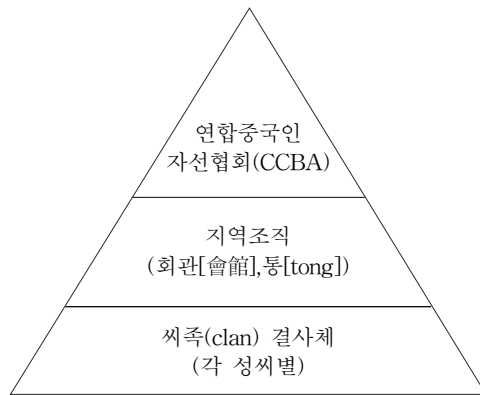 연합중국인
자선협회(CCBA)
지역조직
(회관[會館],통[tong])
씨족(clan) 결사체
(각 성씨별)